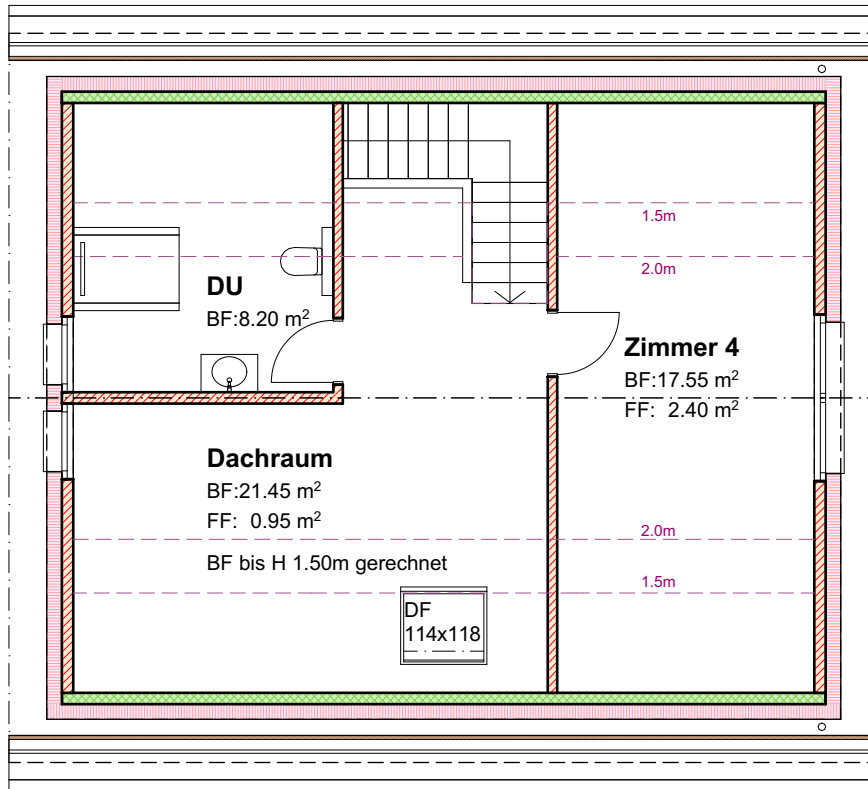 1.5m
2.0m
DU
BF:8.20 m²
Zimmer 4
BF:17.55 m²
FF: 2.40 m²
Dachraum
BF:21.45 m²
FF: 0.95 m²
BF bis H 1.50m gerechnet
2.0m
1.5m
DF
114x118